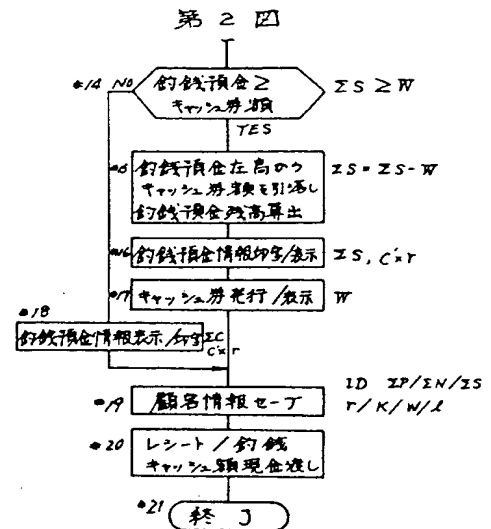 第2図
#14 NO 釣銭預金≥
キャッシュ券額
ΣS ≥ W
YES
釣銭預金在高から
キャッシュ券額を引落し
釣銭預金残高算出
ΣS = ΣS - W
#16 釣銭預金情報印字/表示 ΣS, C×r
#17 キャッシュ券発行/表示 W
#18
釣銭預金情報表示/印字 ΣC
C×r
#19 顧客情報セーブ
ID ΣP/ΣN/ΣS
r/K/W/l
#20 レシート/釣銭
キャッシュ額現金渡し
#21 終了